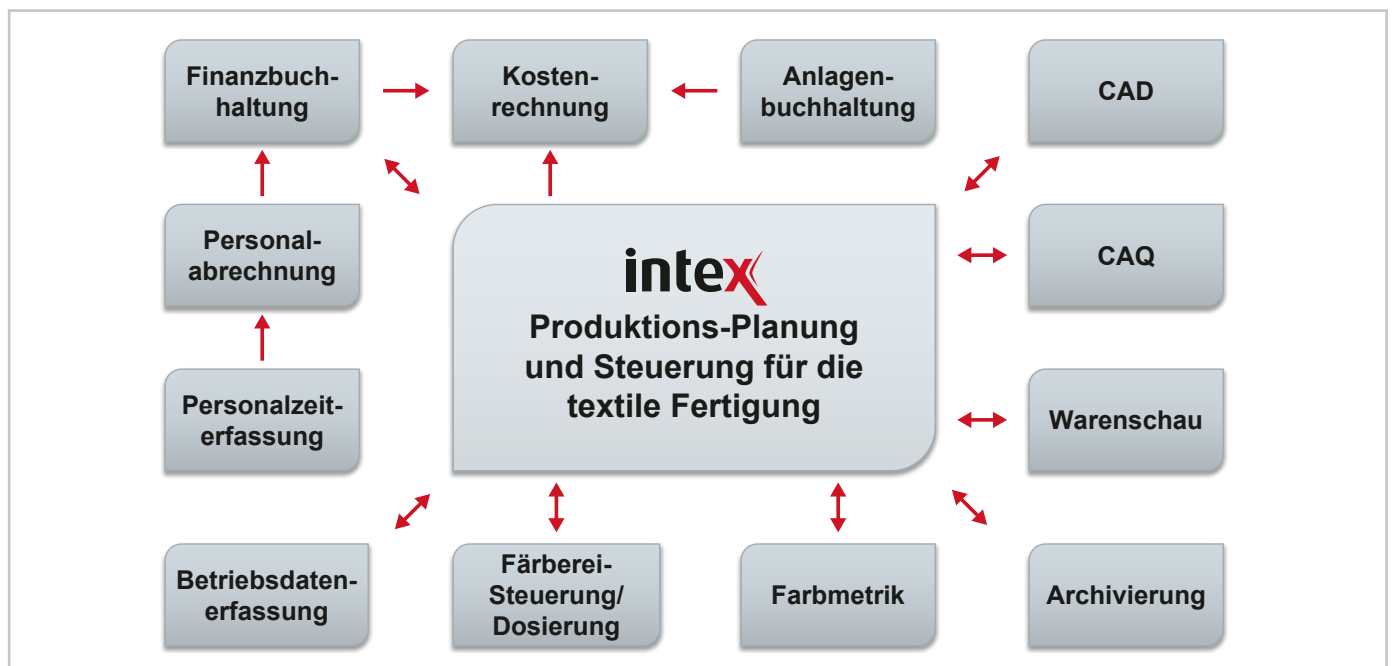 Finanzbuch-
haltung
Kosten-
rechnung
Anlagen-
buchhaltung
CAD
Personal-
abrechnung
intex
Produktions-Planung
und Steuerung für die
textile Fertigung
CAQ
Personalzeit-
erfassung
Warenschau
Betriebsdaten-
erfassung
Färberei-
Steuerung/
Dosierung
Farbmetrik
Archivierung